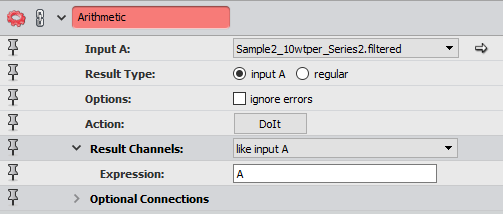 Arithmetic
Input A: Sample2_10wtper_Series2.filtered
Result Type: input A regular
Options: ignore errors
Action: DoIt
Result Channels: like input A
Expression: A
Optional Connections